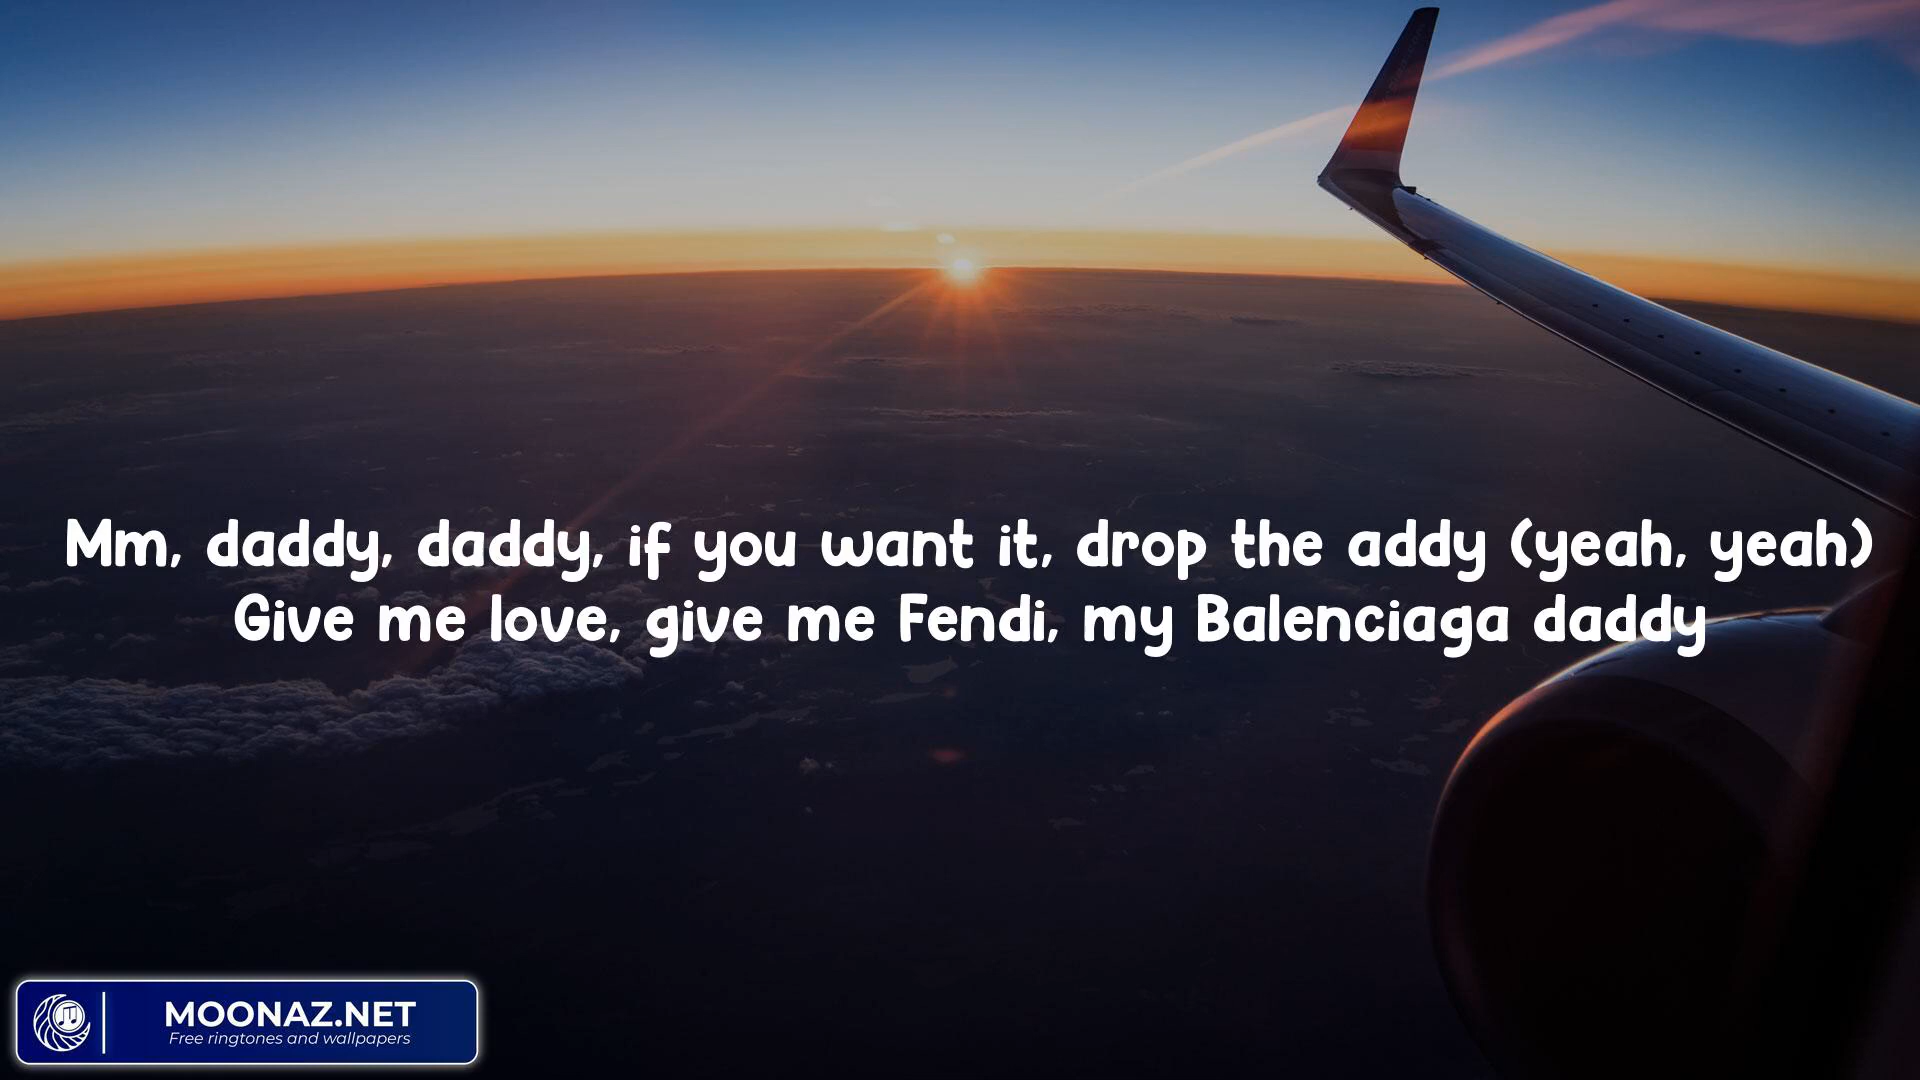 Mm, daddy, daddy, if you want it, drop the addy (yeah, yeah)
Give me love, give me Fendi, my Balenciaga daddy
MOONAZ.NET
Free ringtones and wallpapers